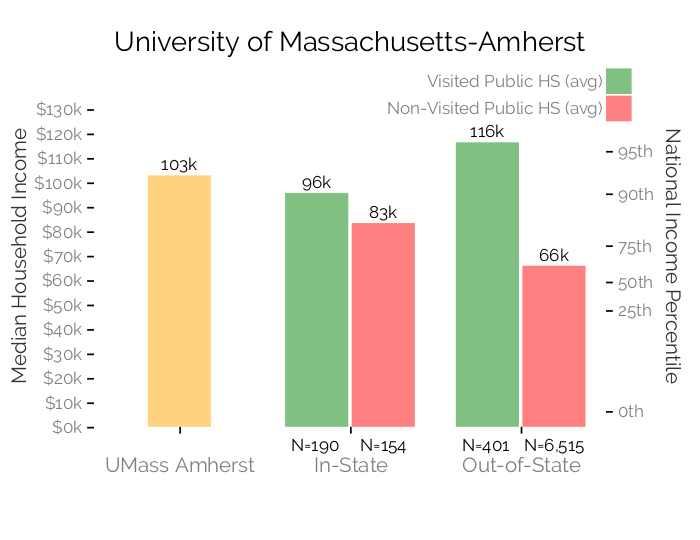 University of Massachusetts-Amherst
Visited Public HS (avg)
Non-Visited Public HS (avg)
Median Household Income
$130k
$120k
$110k
$100k
$90k
$80k
$70k
$60k
$50k
$40k
$30k
$20k
$10k
$0k
103k
96k
83k
116k
66k
95th
90th
75th
50th
25th
0th
National Income Percentile
N=190 N=154 N=401 N=6,515
UMass Amherst In-State Out-of-State